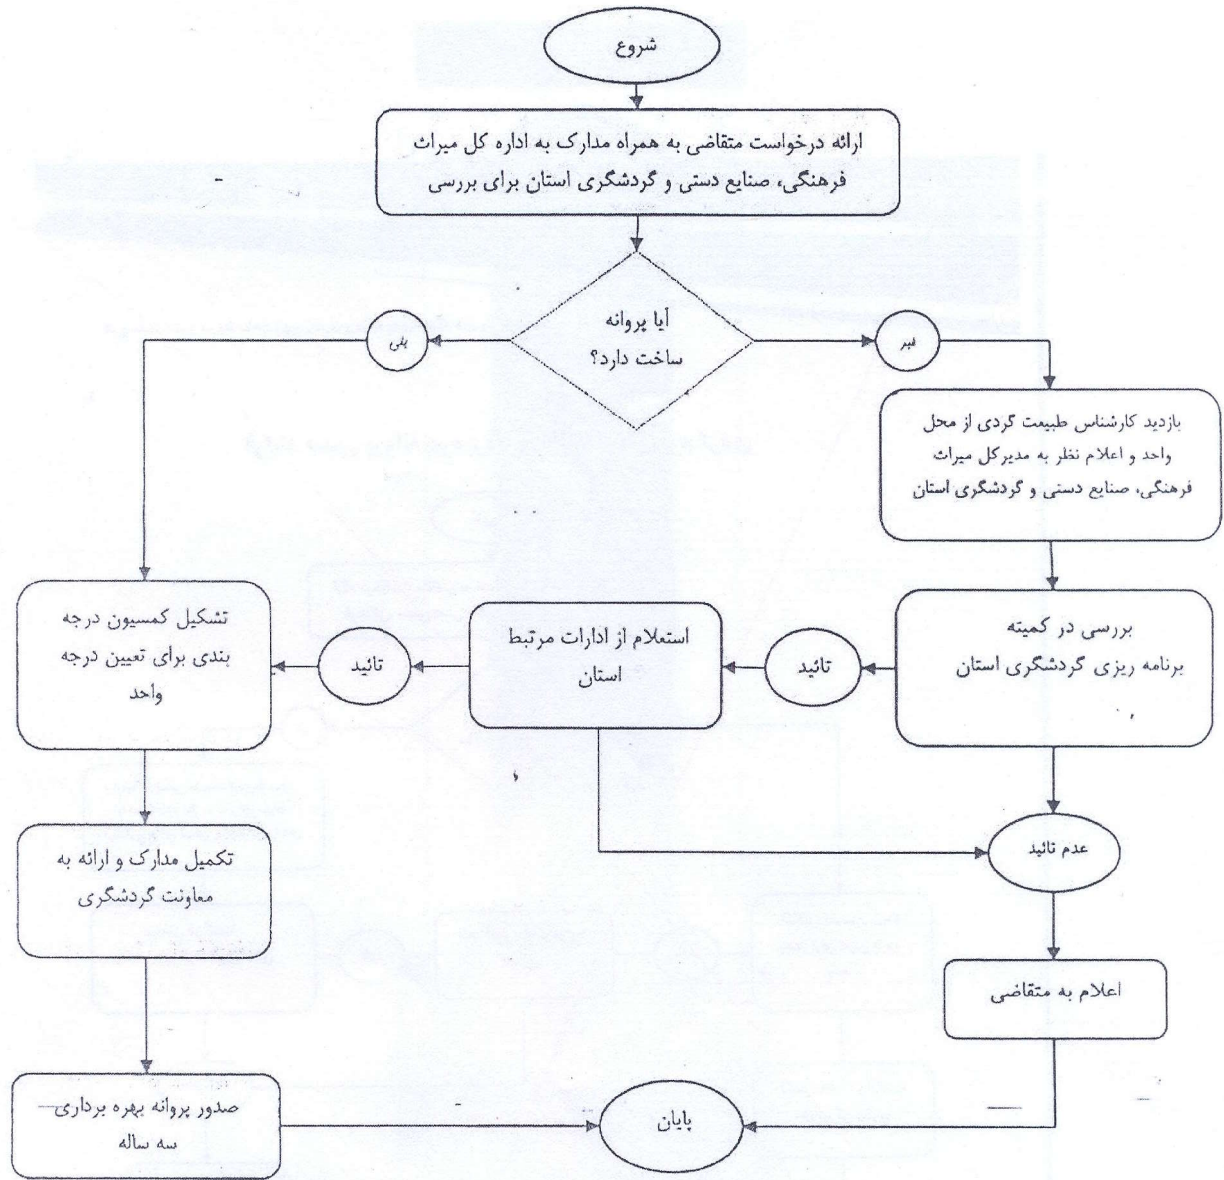 شروع
ارائه درخواست متقاضی به همراه مدارک به اداره کل میراث
فرهنگی، صنایع دستی و گردشگری استان برای بررسی
آیا پروانه
ساخت دارد؟
خیر
بلی
بازدید کارشناس طبیعت گردی از محل
واحد و اعلام نظر به مدیرکل میراث
فرهنگی، صنایع دستی و گردشگری استان
بررسی در کمیته
برنامه ریزی گردشگری استان
تائید
استعلام از ادارات مرتبط
استان
تائید
تشکیل کمسیون درجه
بندی برای تعیین درجه
واحد
عدم تائید
تکمیل مدارک و ارائه به
معاونت گردشگری
اعلام به متقاضی
صدور پروانه بهره برداری
سه ساله
پایان